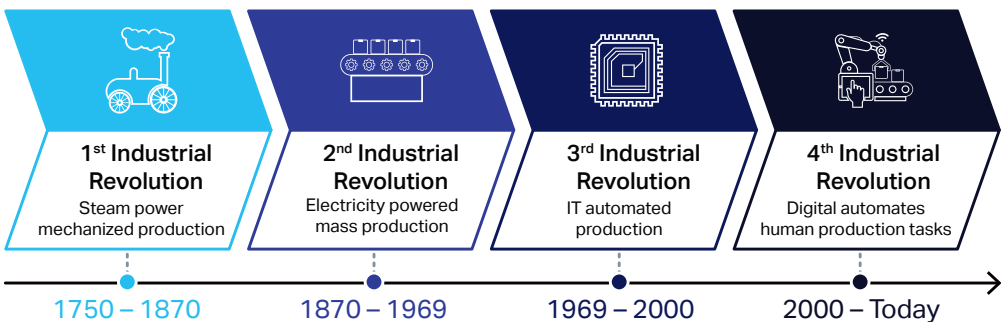 1st Industrial
Revolution
Steam power
mechanized production
2nd Industrial
Revolution
Electricity powered
mass production
3rd Industrial
Revolution
IT automated
production
4th Industrial
Revolution
Digital automates
human production tasks
1750 – 1870
1870 – 1969
1969 – 2000
2000 – Today